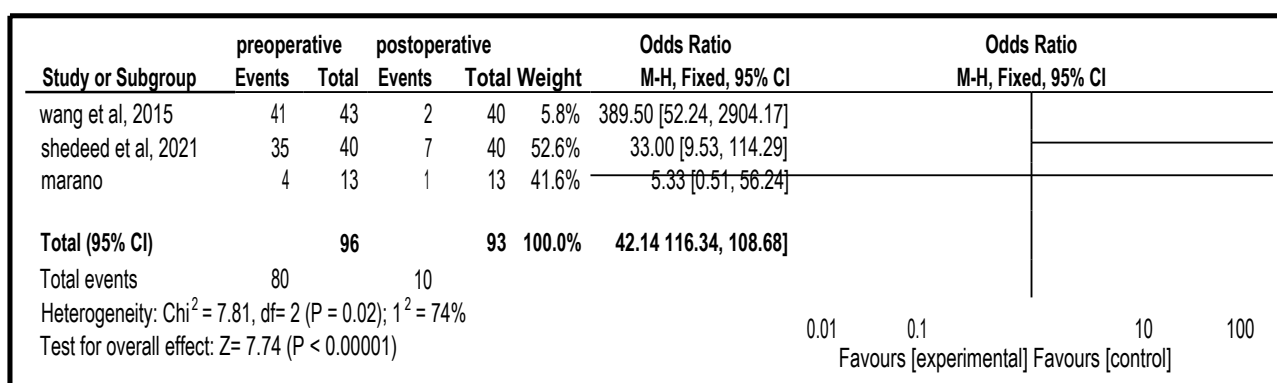 preoperative postoperative Odds Ratio Odds Ratio
Study or Subgroup Events Total Events Total Weight M-H, Fixed, 95% CI M-H, Fixed, 95% CI
wang et al, 2015 41 43 2 40 5.8% 389.50 [52.24, 2904.17]
shedeed et al, 2021 35 40 7 40 52.6% 33.00 [9.53, 114.29]
marano 4 13 1 13 41.6% 5.33 [0.51, 56.24]
Total (95% CI) 96 93 100.0% 42.14 116.34, 108.68]
Total events 80 10
Heterogeneity: Chi² = 7.81, df= 2 (P = 0.02); 1² = 74%
Test for overall effect: Z= 7.74 (P < 0.00001)
0.01 0.1 10 100
Favours [experimental] Favours [control]